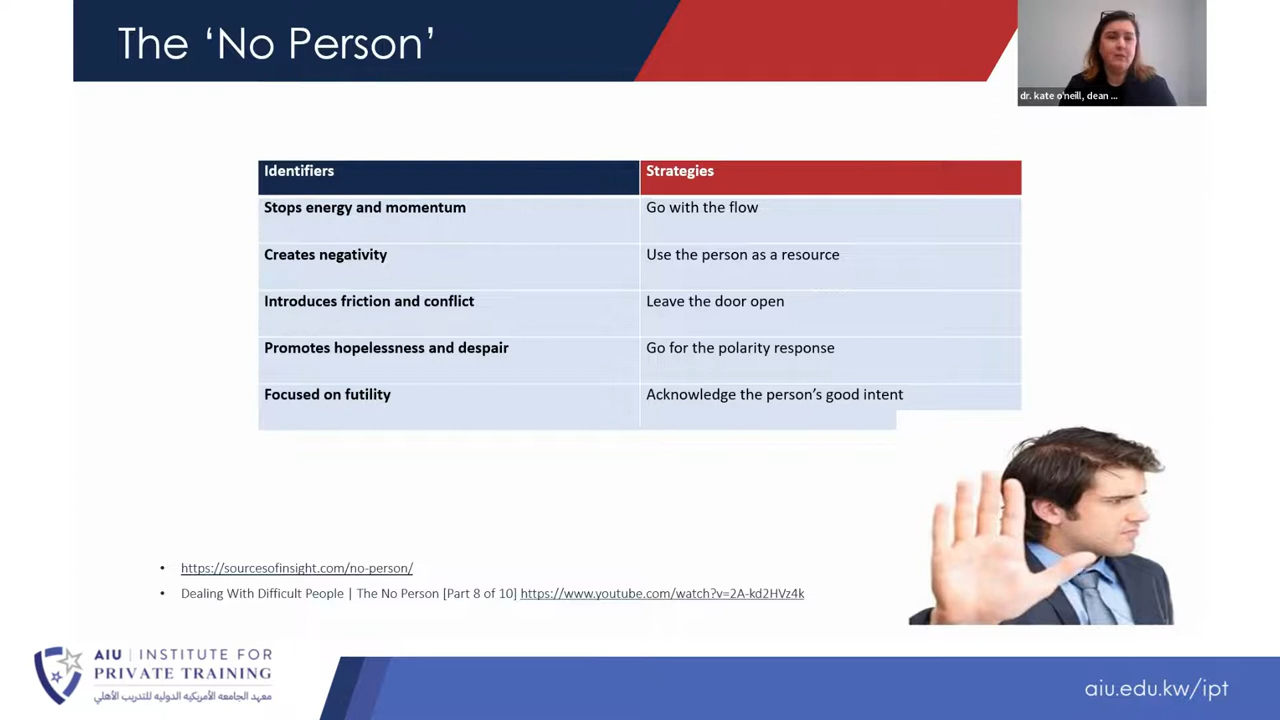 The ‘No Person’
dr. kate o'neill, dean ...
Identifiers
Strategies
Stops energy and momentum
Go with the flow
Creates negativity
Use the person as a resource
Introduces friction and conflict
Leave the door open
Promotes hopelessness and despair
Go for the polarity response
Focused on futility
Acknowledge the person’s good intent
• https://sourcesofinsight.com/no-person/
• Dealing With Difficult People | The No Person [Part 8 of 10] https://www.youtube.com/watch?v=2A-kd2HVz4k
AIU | INSTITUTE FOR
PRIVATE TRAINING
معهد الجامعة الأمريكية الدولية للتدريب الأهلي
aiu.edu.kw/ipt